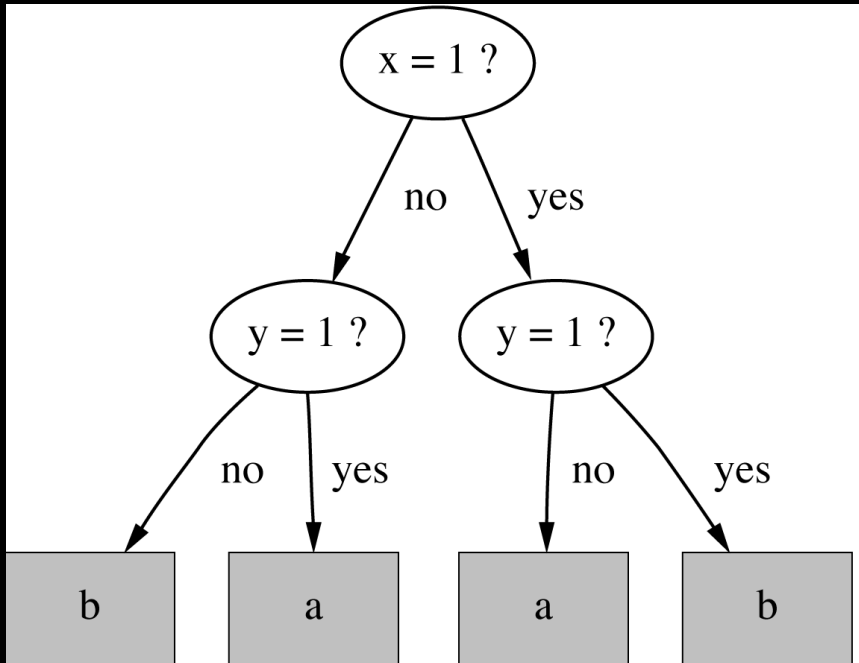 x = 1 ?
no yes
y = 1 ? y = 1 ?
no yes no yes
b a a b